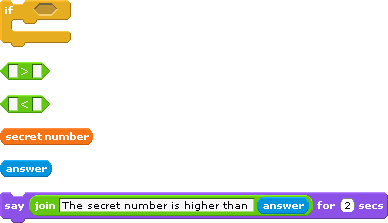 if
>
<
secret number
answer
say join The secret number is higher than answer for 2 secs